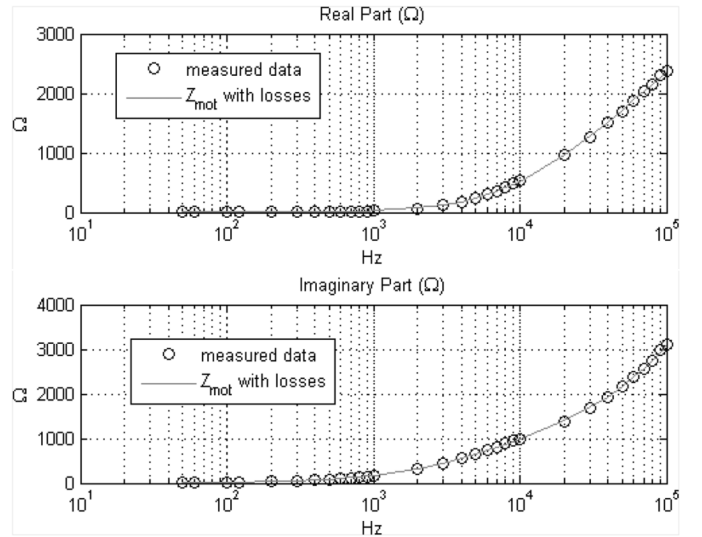 Real Part (Ω)
3000
2000
1000
0
Ω
measured data
Z_mot with losses
10^1
10^2
10^3
10^4
10^5
Hz
Imaginary Part (Ω)
4000
3000
2000
1000
0
Ω
measured data
Z_mot with losses
10^1
10^2
10^3
10^4
10^5
Hz